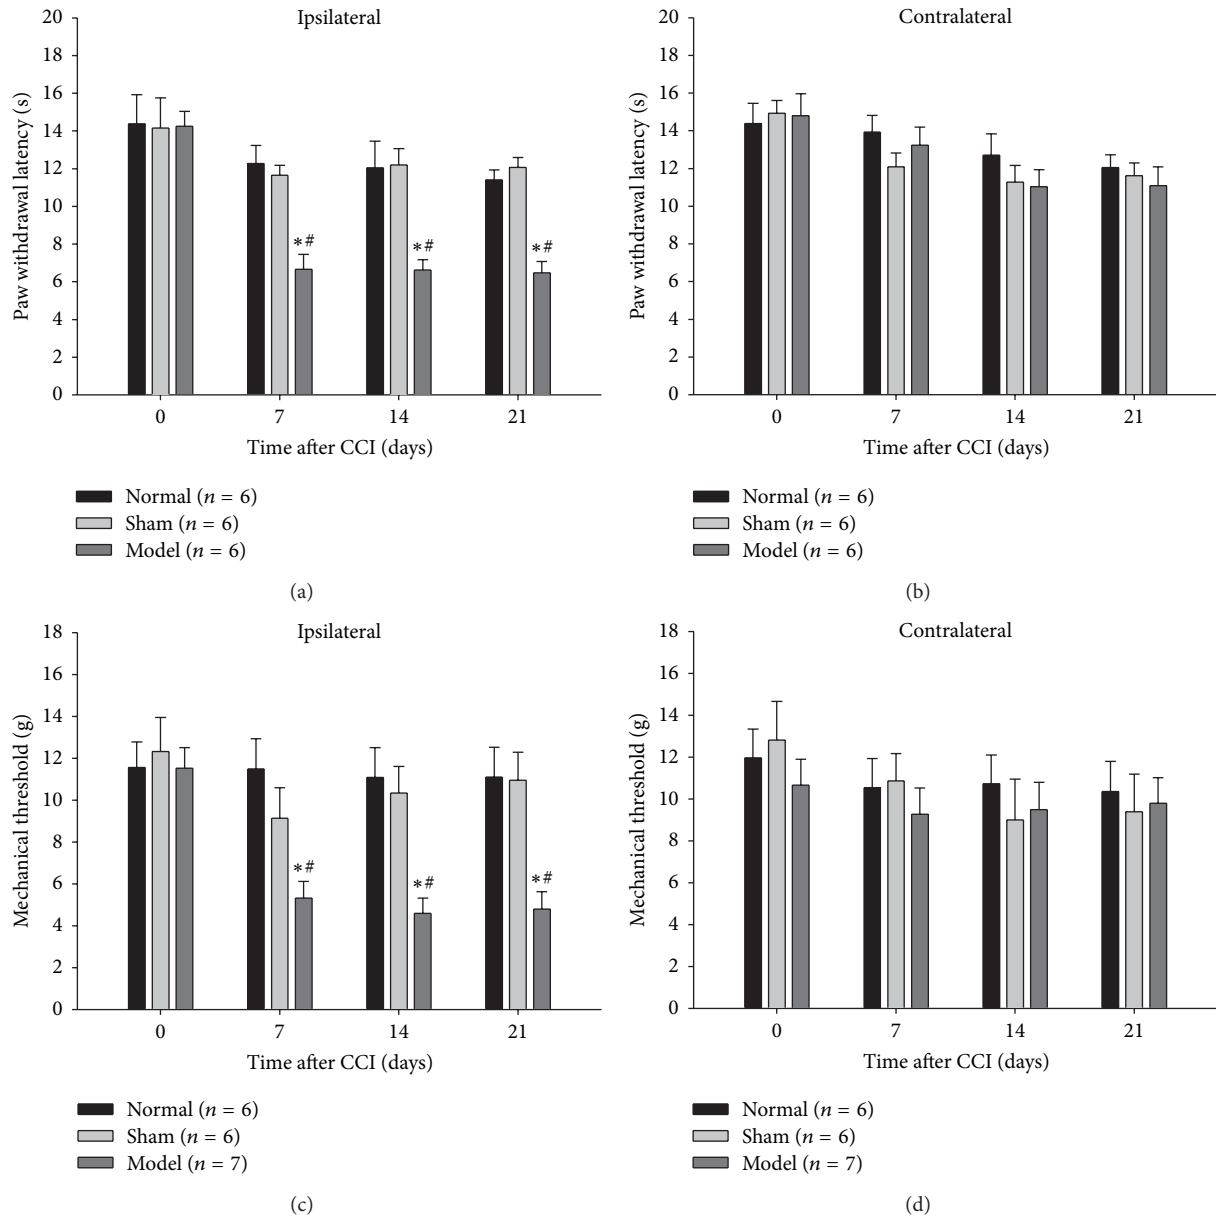 Ipsilateral
Paw withdrawal latency (s)
20
18
16
14
12
10
8
6
4
2
0
*#
*#
*#
0 7 14 21
Time after CCI (days)
Normal (n = 6)
Sham (n = 6)
Model (n = 6)
(a)
Contralateral
Paw withdrawal latency (s)
20
18
16
14
12
10
8
6
4
2
0
0 7 14 21
Time after CCI (days)
Normal (n = 6)
Sham (n = 6)
Model (n = 6)
(b)
Ipsilateral
Mechanical threshold (g)
18
16
14
12
10
8
6
4
2
0
*#
*#
*#
0 7 14 21
Time after CCI (days)
Normal (n = 6)
Sham (n = 6)
Model (n = 7)
(c)
Contralateral
Mechanical threshold (g)
18
16
14
12
10
8
6
4
2
0
0 7 14 21
Time after CCI (days)
Normal (n = 6)
Sham (n = 6)
Model (n = 7)
(d)